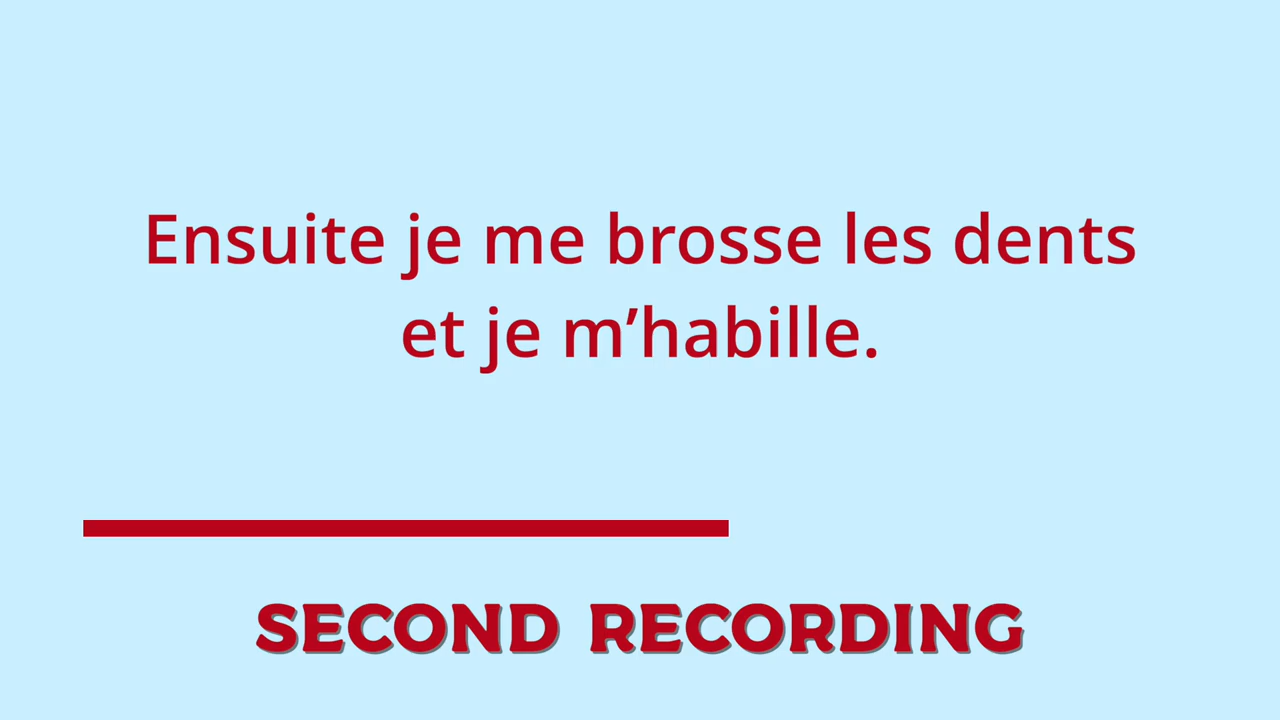 Ensuite je me brosse les dents
et je m’habille.
SECOND RECORDING